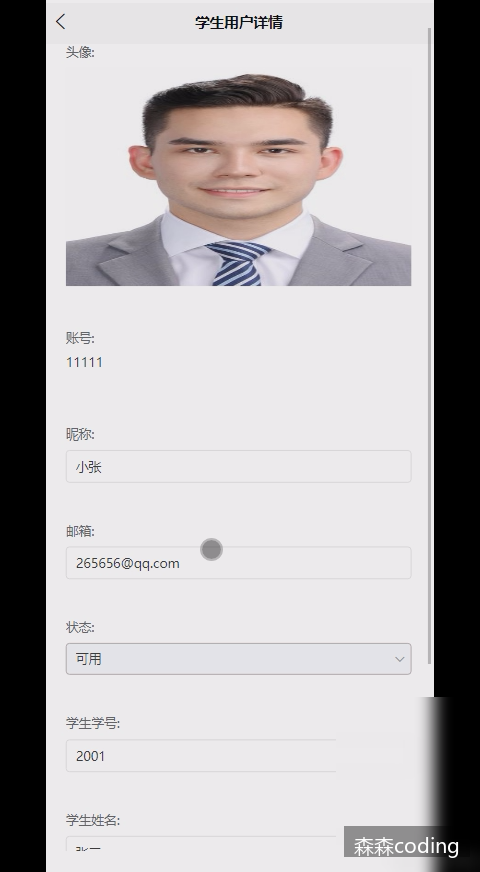 学生用户详情
头像:
账号:
11111
昵称:
小张
邮箱:
265656@qq.com
状态:
可用
学生学号:
2001
学生姓名:
森森coding